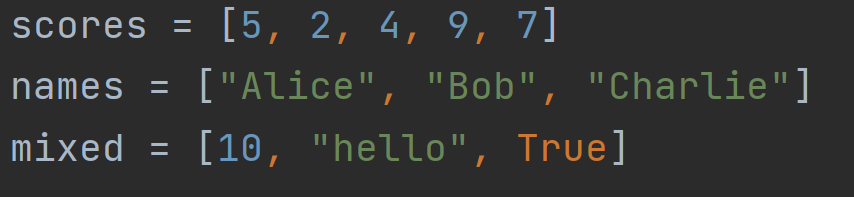 scores = [5, 2, 4, 9, 7]
names = ["Alice", "Bob", "Charlie"]
mixed = [10, "hello", True]